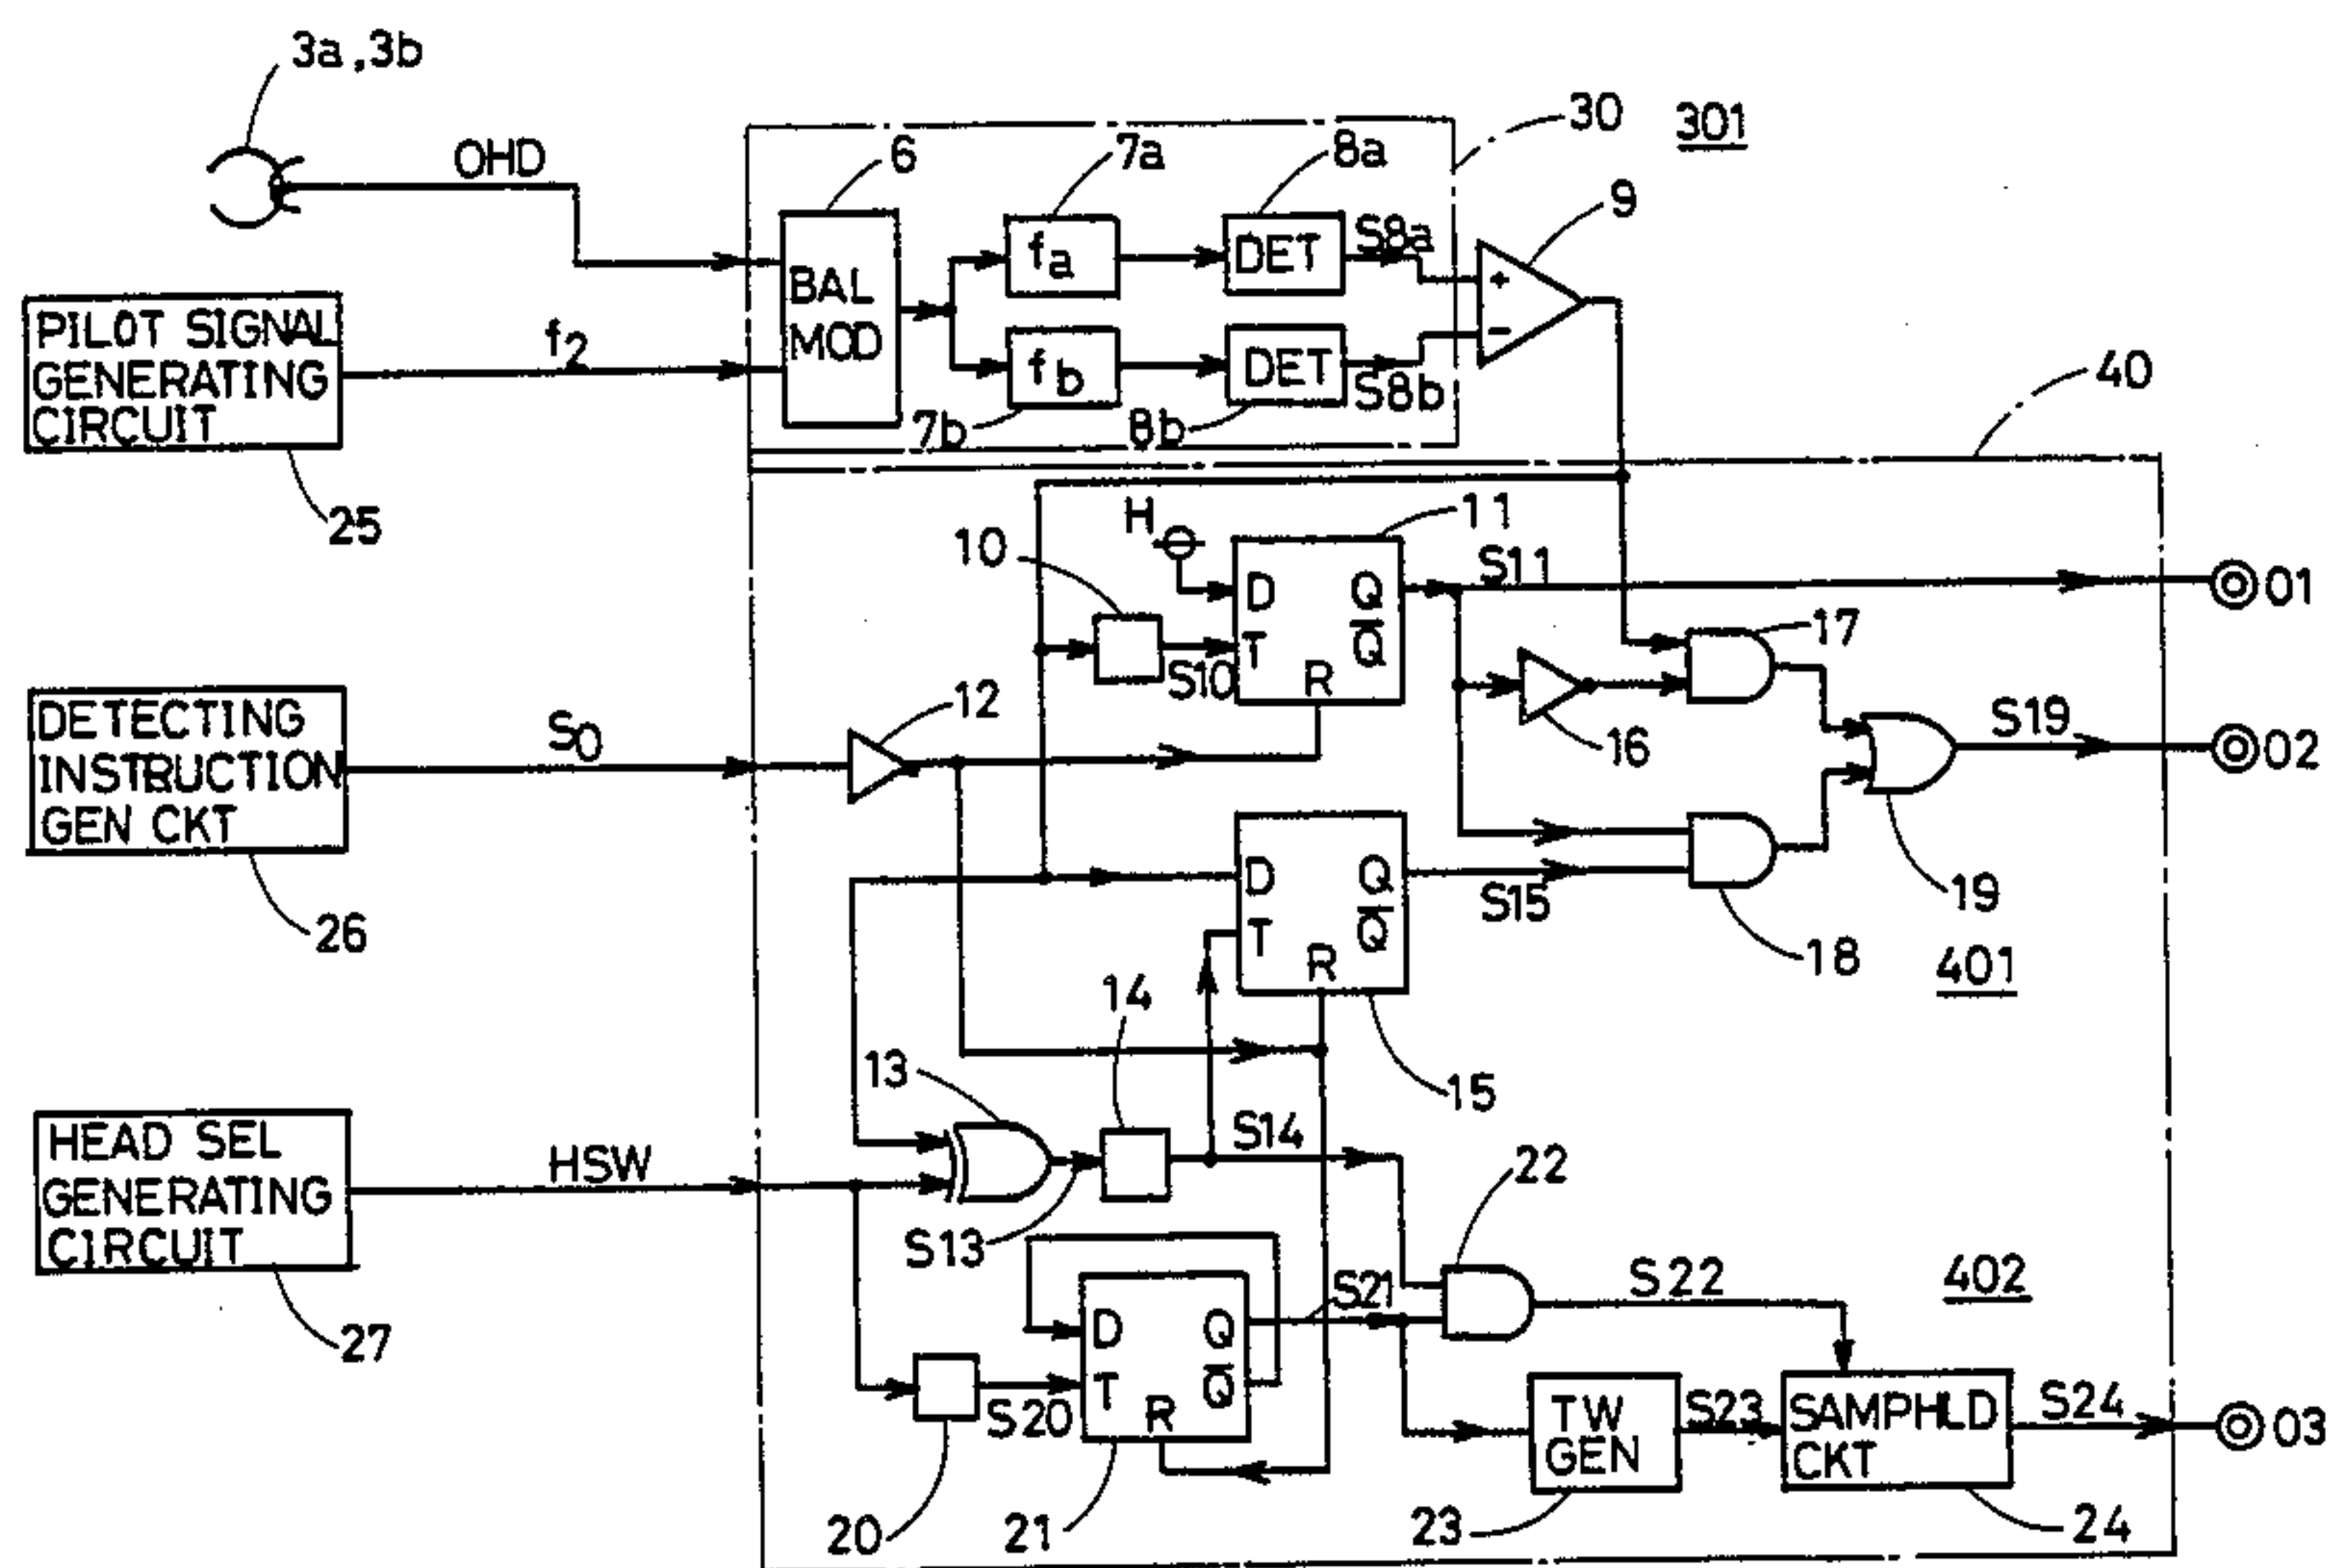 3a,3b
OHD
30
301
6
7a
8a
9
BAL
MOD
fa
DET
S8a
fb
DET
S8b
7b
8b
+
-
PILOT SIGNAL
GENERATING
CIRCUIT
f2
25
40
H
10
11
S11
01
D
Q
T
Q̅
R
S10
17
16
DETECTING
INSTRUCTION
GEN CKT
S0
12
26
S19
02
19
D
Q
T
Q̅
R
S15
18
401
14
15
13
S14
HEAD SEL
GENERATING
CIRCUIT
HSW
27
S13
22
S21
S22
402
D
Q
T
Q̅
R
S20
20
21
TW
GEN
S23
SAMPHLD
CKT
S24
03
23
24